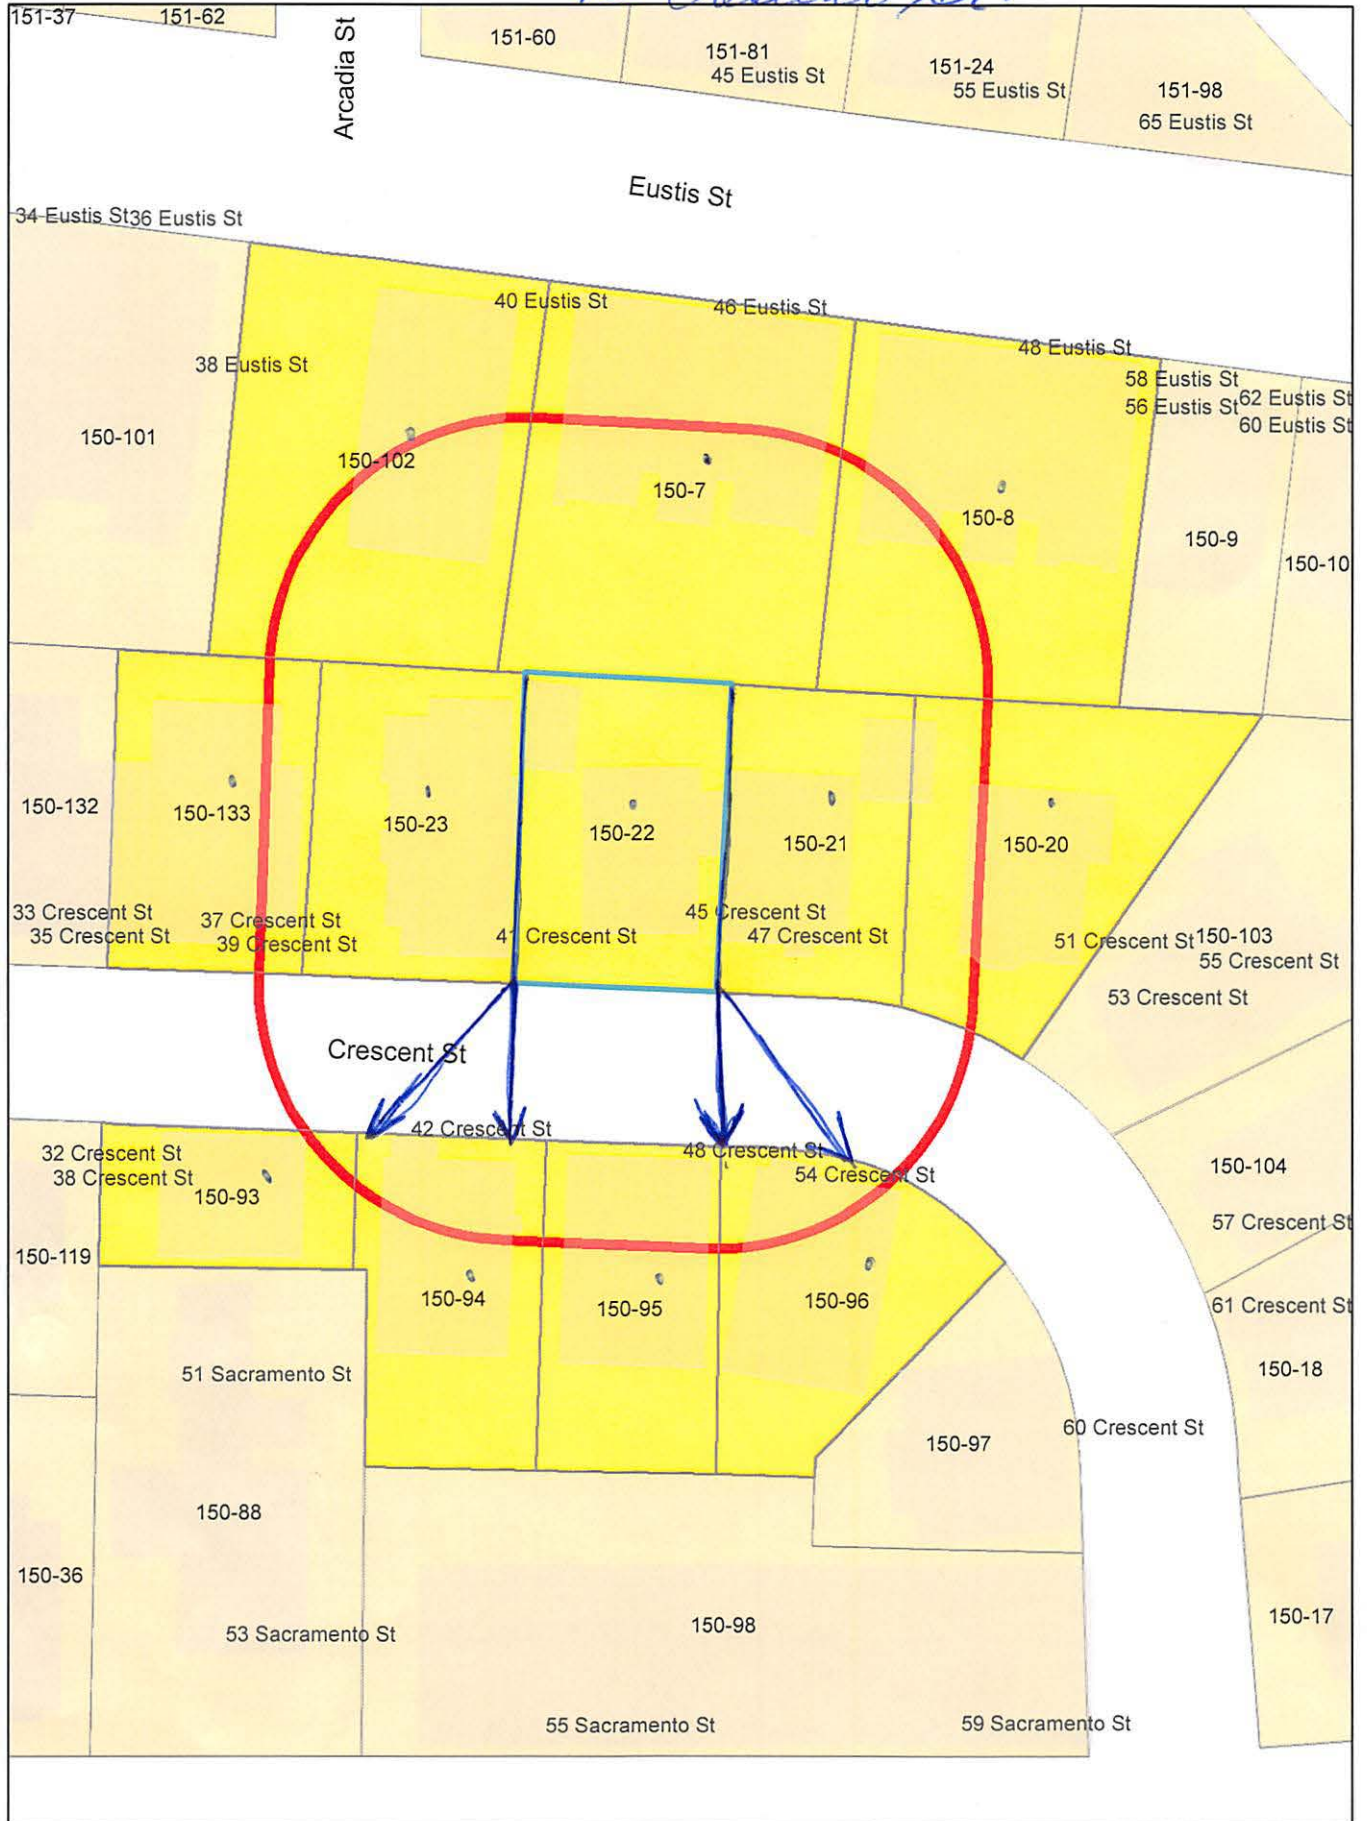 Crescent St.
151-37
151-62
Arcadia St
151-60
151-81
45 Eustis St
151-24
55 Eustis St
151-98
65 Eustis St
Eustis St
34 Eustis St
36 Eustis St
40 Eustis St
46 Eustis St
48 Eustis St
38 Eustis St
58 Eustis St
56 Eustis St
62 Eustis St
60 Eustis St
150-101
150-102
150-7
150-8
150-9
150-10
150-132
150-133
150-23
150-22
150-21
150-20
33 Crescent St
35 Crescent St
37 Crescent St
39 Crescent St
41 Crescent St
45 Crescent St
47 Crescent St
51 Crescent St
150-103
55 Crescent St
53 Crescent St
Crescent St
42 Crescent St
48 Crescent St
54 Crescent St
32 Crescent St
38 Crescent St
150-93
150-104
57 Crescent St
150-119
150-94
150-95
150-96
61 Crescent St
51 Sacramento St
150-18
150-97
60 Crescent St
150-88
150-36
53 Sacramento St
150-98
150-17
55 Sacramento St
59 Sacramento St